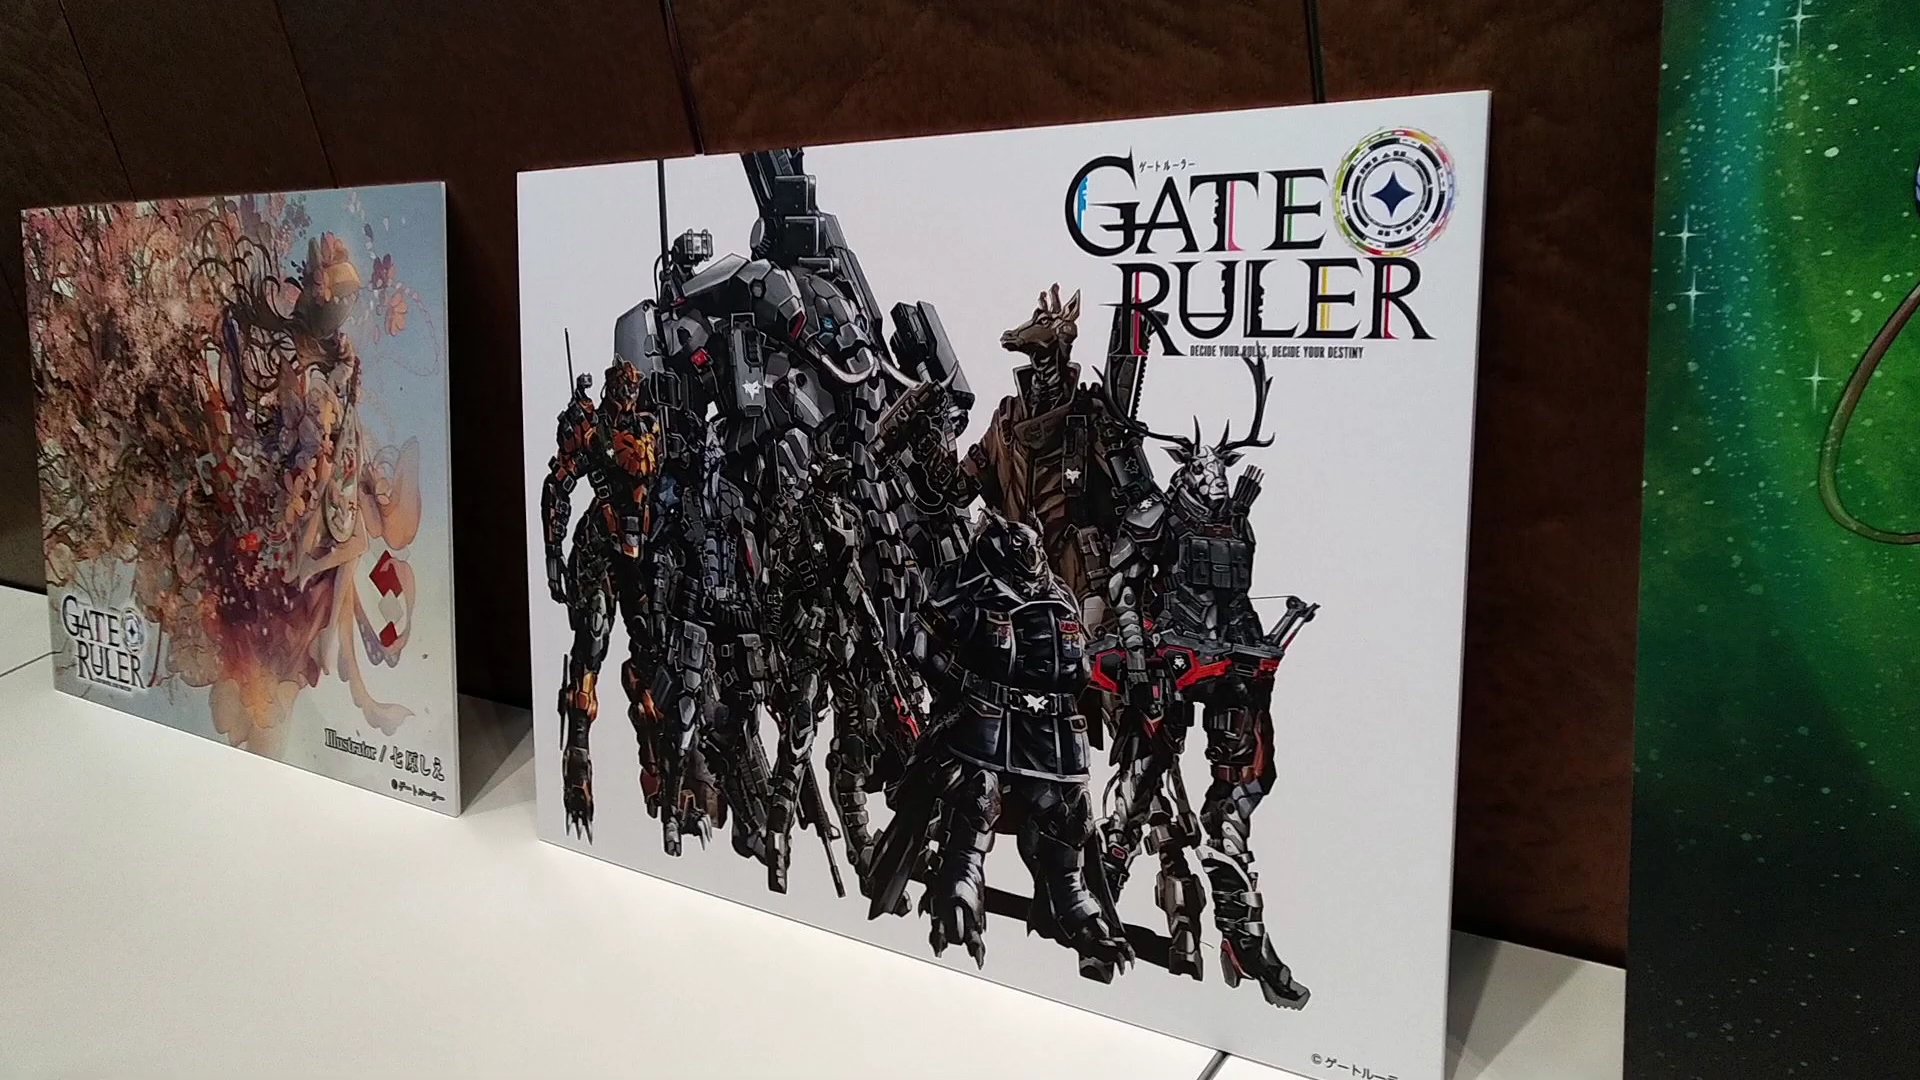 GATE
RULER
Illustrator / 七原しえ
©ゲートルーラー
ゲートルーラー
GATE
RULER
DECIDE YOUR RULES, DECIDE YOUR DESTINY
©ゲートルーラ